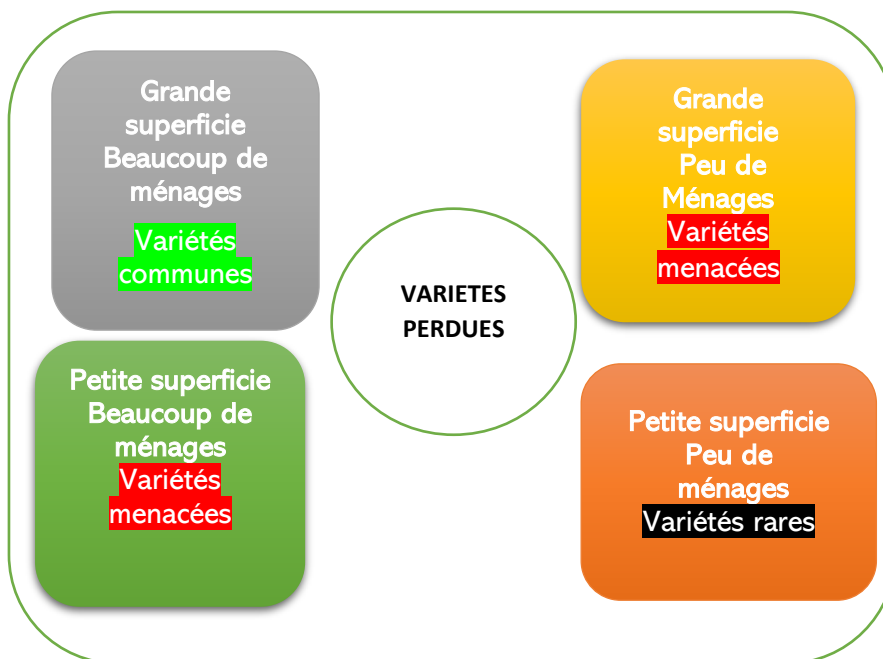 Grande
superficie
Beaucoup de
ménages
Variétés
communes
Grande
superficie
Peu de
Ménages
Variétés
menacées
VARIETES
PERDUES
Petite superficie
Beaucoup de
ménages
Variétés
menacées
Petite superficie
Peu de
ménages
Variétés rares